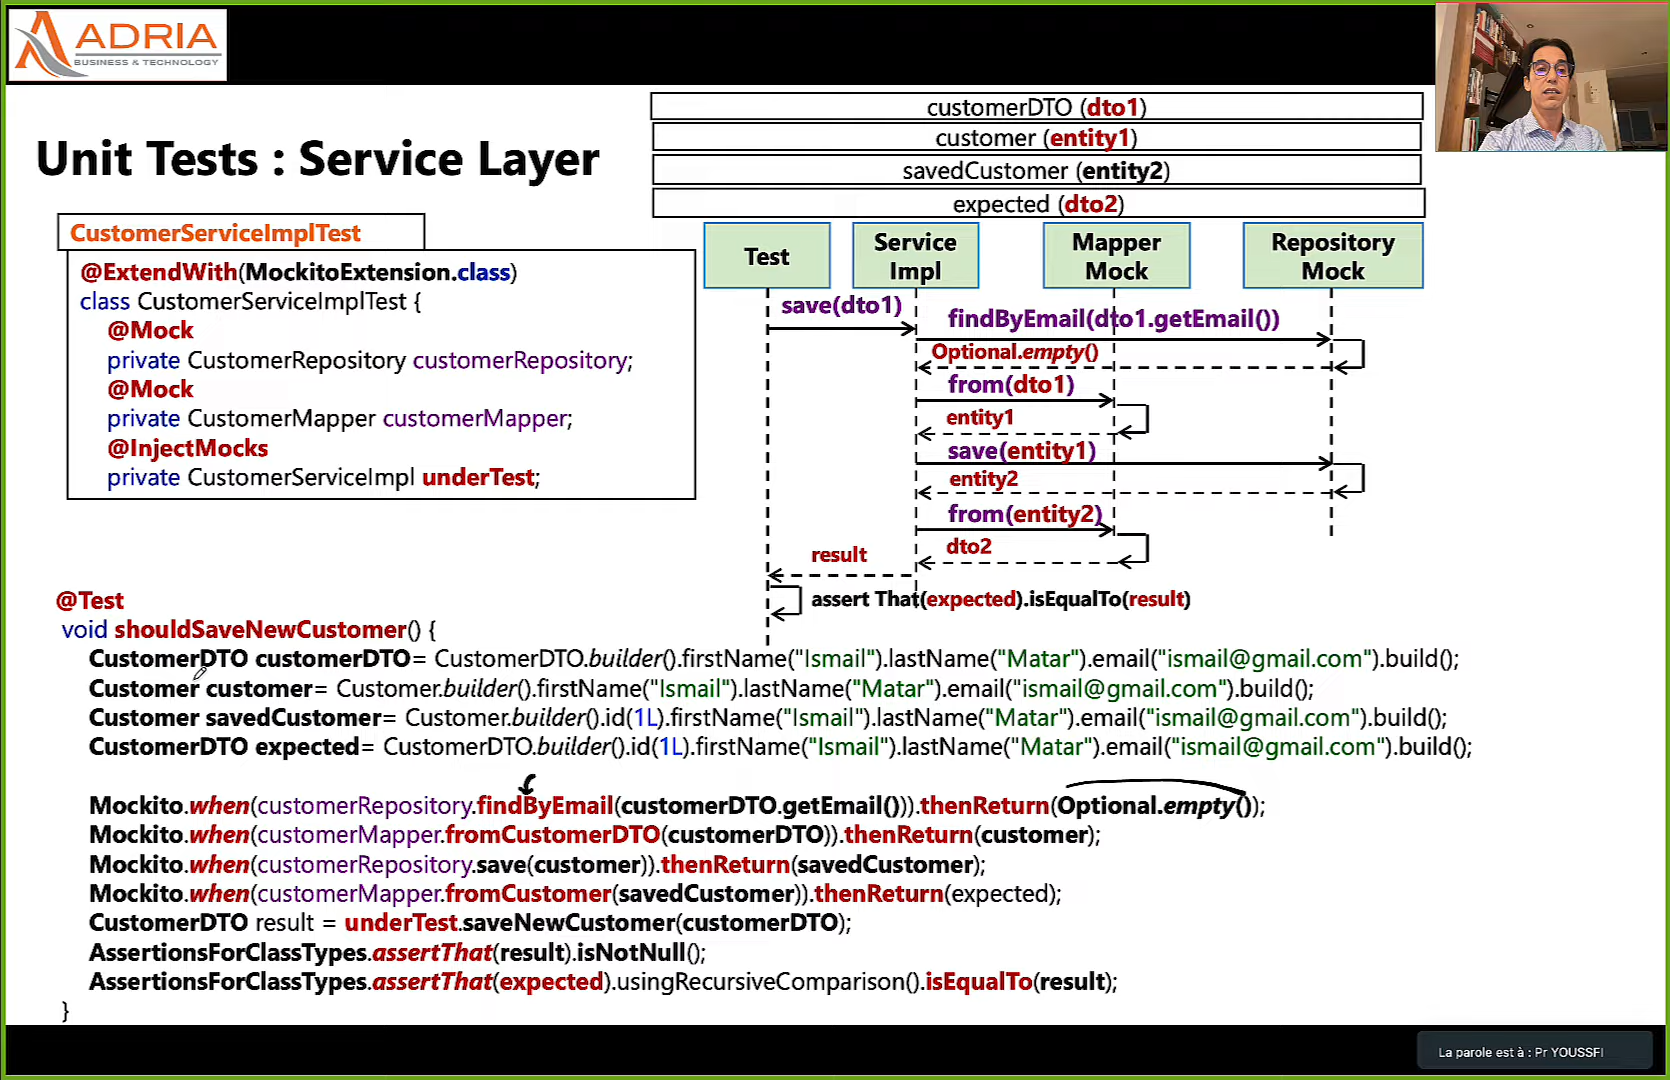 ADRIA
BUSINESS & TECHNOLOGY
Unit Tests : Service Layer
customerDTO (dto1)
customer (entity1)
savedCustomer (entity2)
expected (dto2)
CustomerServiceImplTest
@ExtendWith(MockitoExtension.class)
class CustomerServiceImplTest {
@Mock
private CustomerRepository customerRepository;
@Mock
private CustomerMapper customerMapper;
@InjectMocks
private CustomerServiceImpl underTest;
Test
Service
Impl
Mapper
Mock
Repository
Mock
save(dto1)
findByEmail(dto1.getEmail())
Optional.empty()
from(dto1)
entity1
save(entity1)
entity2
from(entity2)
dto2
result
assert That(expected).isEqualTo(result)
@Test
void shouldSaveNewCustomer() {
CustomerDTO customerDTO= CustomerDTO.builder().firstName("Ismail").lastName("Matar").email("ismail@gmail.com").build();
Customer customer= Customer.builder().firstName("Ismail").lastName("Matar").email("ismail@gmail.com").build();
Customer savedCustomer= Customer.builder().id(1L).firstName("Ismail").lastName("Matar").email("ismail@gmail.com").build();
CustomerDTO expected= CustomerDTO.builder().id(1L).firstName("Ismail").lastName("Matar").email("ismail@gmail.com").build();
Mockito.when(customerRepository.findByEmail(customerDTO.getEmail())).thenReturn(Optional.empty());
Mockito.when(customerMapper.fromCustomerDTO(customerDTO)).thenReturn(customer);
Mockito.when(customerRepository.save(customer)).thenReturn(savedCustomer);
Mockito.when(customerMapper.fromCustomer(savedCustomer)).thenReturn(expected);
CustomerDTO result = underTest.saveNewCustomer(customerDTO);
AssertionsForClassTypes.assertThat(result).isNotNull();
AssertionsForClassTypes.assertThat(expected).usingRecursiveComparison().isEqualTo(result);
}
La parole est à : Pr YOUSSFI